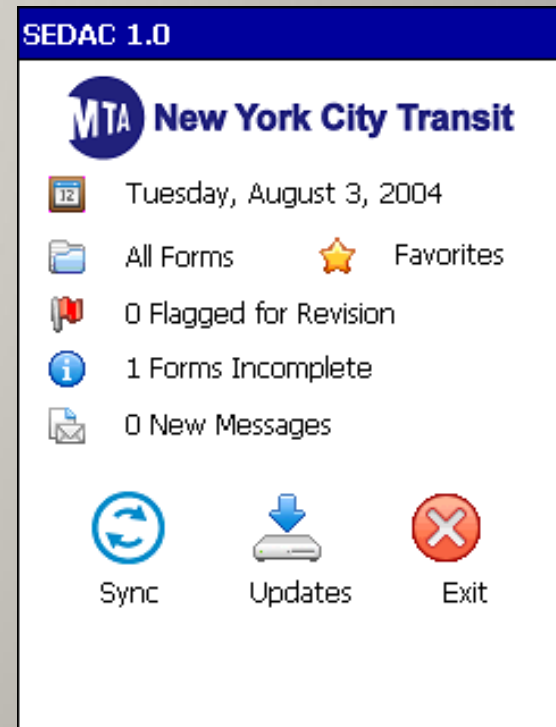 SEDAC 1.0
MTA New York City Transit
12
Tuesday, August 3, 2004
All Forms Favorites
0 Flagged for Revision
1 Forms Incomplete
0 New Messages
Sync Updates Exit